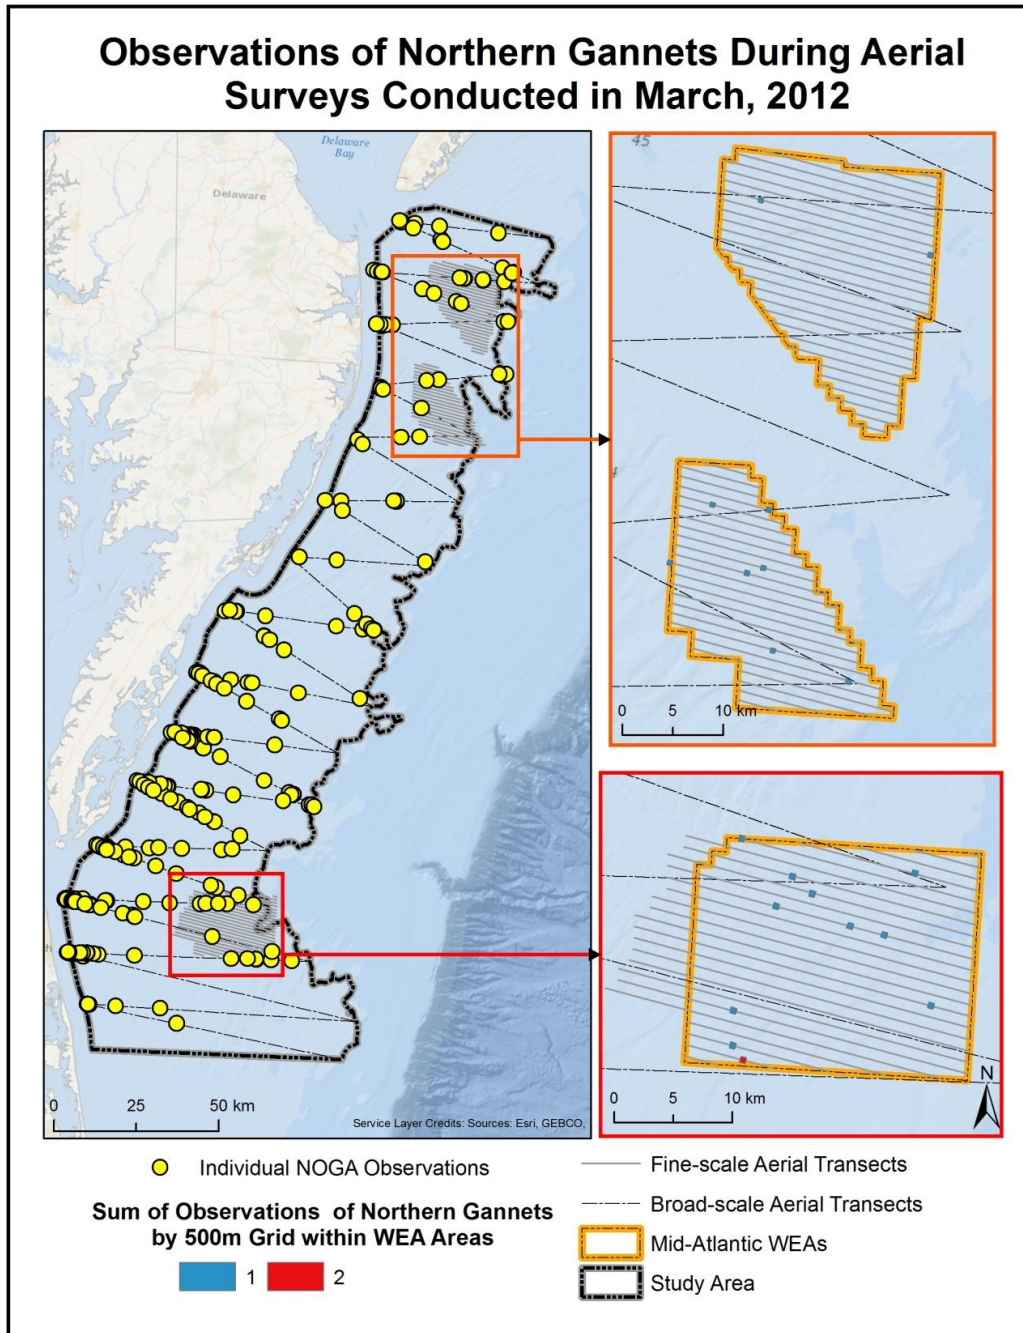 Observations of Northern Gannets During Aerial
Surveys Conducted in March, 2012
Delaware
Bay
Delaware
45
0 5 10 km
0 25 50 km
Service Layer Credits: Sources: Esri, GEBCO,
N
0 5 10 km
Individual NOGA Observations
Sum of Observations of Northern Gannets
by 500m Grid within WEA Areas
1 2
Fine-scale Aerial Transects
Broad-scale Aerial Transects
Mid-Atlantic WEAs
Study Area